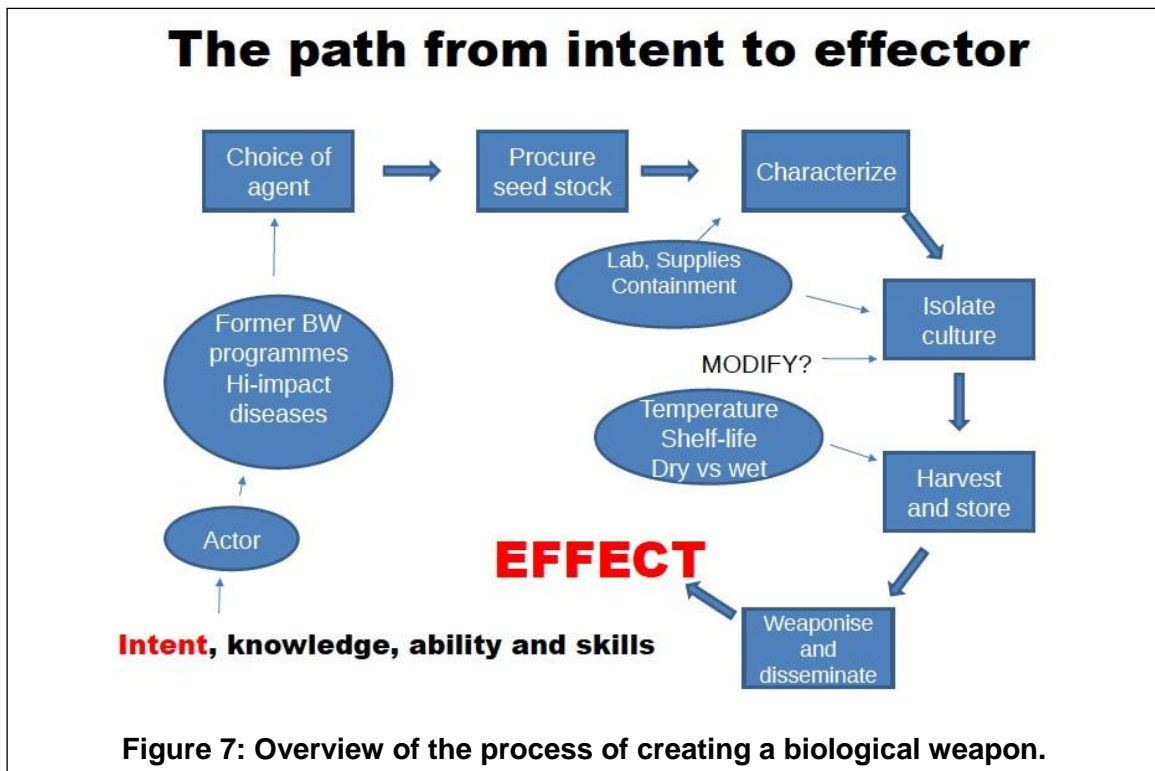 The path from intent to effector
Choice of
agent
Procure
seed stock
Characterize
Lab, Supplies
Containment
Isolate
culture
MODIFY?
Former BW
programmes
Hi-impact
diseases
Temperature
Shelf-life
Dry vs wet
Harvest
and store
Actor
EFFECT
Weaponise
and
disseminate
Intent, knowledge, ability and skills
Figure 7: Overview of the process of creating a biological weapon.